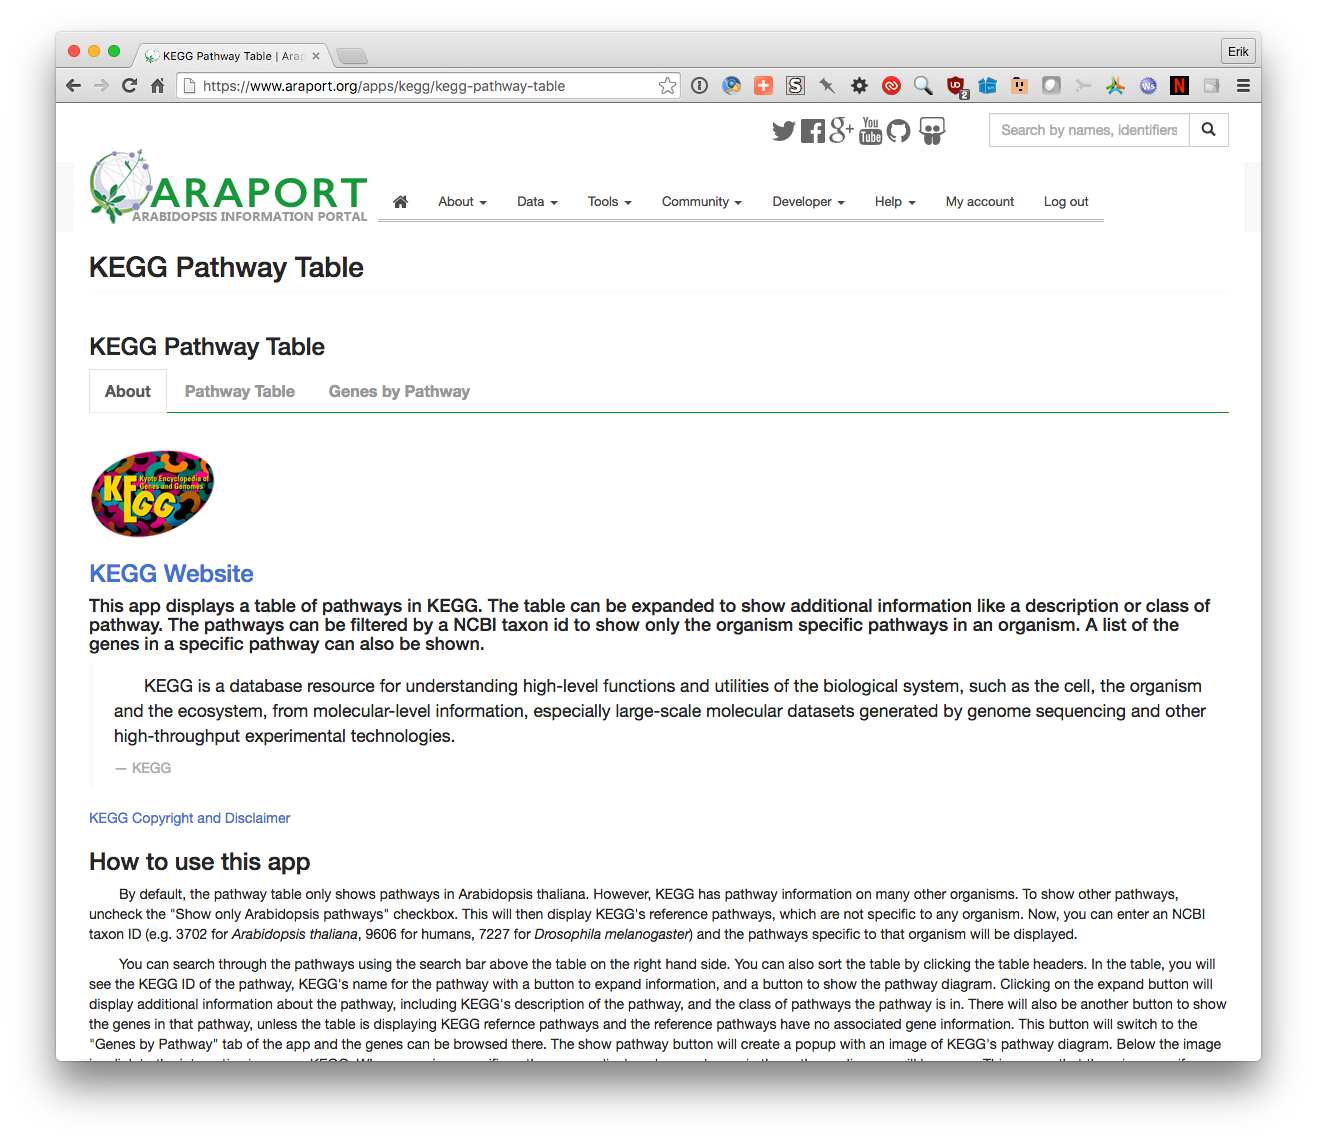 KEGG Pathway Table | Arap
Erik
https://www.araport.org/apps/kegg/kegg-pathway-table
2
You Tube
Search by names, identifiers
ARAPORT
ARABIDOPSIS INFORMATION PORTAL
About Data Tools Community Developer Help My account Log out
KEGG Pathway Table
KEGG Pathway Table
About Pathway Table Genes by Pathway
Kyoto Encyclopedia of
Genes and Genomes
KEGG
KEGG Website
This app displays a table of pathways in KEGG. The table can be expanded to show additional information like a description or class of
pathway. The pathways can be filtered by a NCBI taxon id to show only the organism specific pathways in an organism. A list of the
genes in a specific pathway can also be shown.
KEGG is a database resource for understanding high-level functions and utilities of the biological system, such as the cell, the organism
and the ecosystem, from molecular-level information, especially large-scale molecular datasets generated by genome sequencing and other
high-throughput experimental technologies.
— KEGG
KEGG Copyright and Disclaimer
How to use this app
By default, the pathway table only shows pathways in Arabidopsis thaliana. However, KEGG has pathway information on many other organisms. To show other pathways,
uncheck the "Show only Arabidopsis pathways" checkbox. This will then display KEGG's reference pathways, which are not specific to any organism. Now, you can enter an NCBI
taxon ID (e.g. 3702 for Arabidopsis thaliana, 9606 for humans, 7227 for Drosophila melanogaster) and the pathways specific to that organism will be displayed.
You can search through the pathways using the search bar above the table on the right hand side. You can also sort the table by clicking the table headers. In the table, you will
see the KEGG ID of the pathway, KEGG's name for the pathway with a button to expand information, and a button to show the pathway diagram. Clicking on the expand button will
display additional information about the pathway, including KEGG's description of the pathway, and the class of pathways the pathway is in. There will also be another button to show
the genes in that pathway, unless the table is displaying KEGG refernce pathways and the reference pathways have no associated gene information. This button will switch to the
"Genes by Pathway" tab of the app and the genes can be browsed there. The show pathway button will create a popup with an image of KEGG's pathway diagram. Below the image